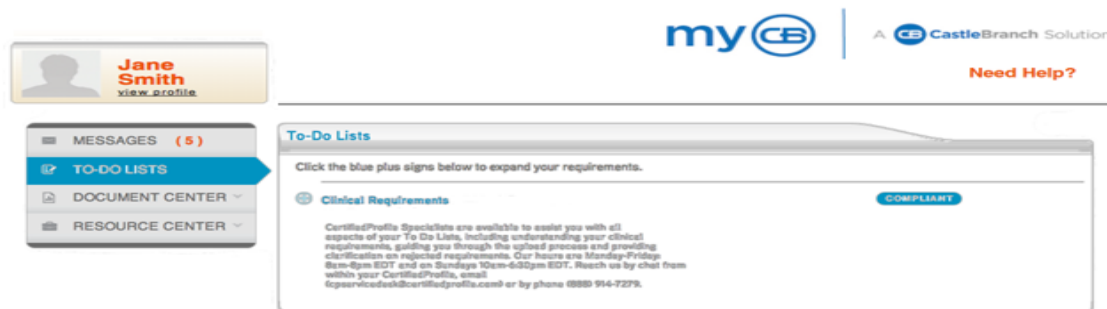 my CB
A CB CastleBranch Solution
Need Help?
Jane
Smith
view profile
MESSAGES (5)
TO-DO LISTS
DOCUMENT CENTER
RESOURCE CENTER
To-Do Lists
Click the blue plus signs below to expand your requirements.
Clinical Requirements
COMPLIANT
CertifiedProfile Specialists are available to assist you with all
aspects of your To Do Lists, including understanding your clinical
requirements, guiding you through the upload process and providing
clarification on rejected requirements. Our hours are Monday-Friday:
8am-8pm EDT and on Sundays 10am-6:30pm EDT. Reach us by chat from
within your CertifiedProfile, email
(cpservicedesk@certifiedprofile.com) or by phone (888) 914-7279.